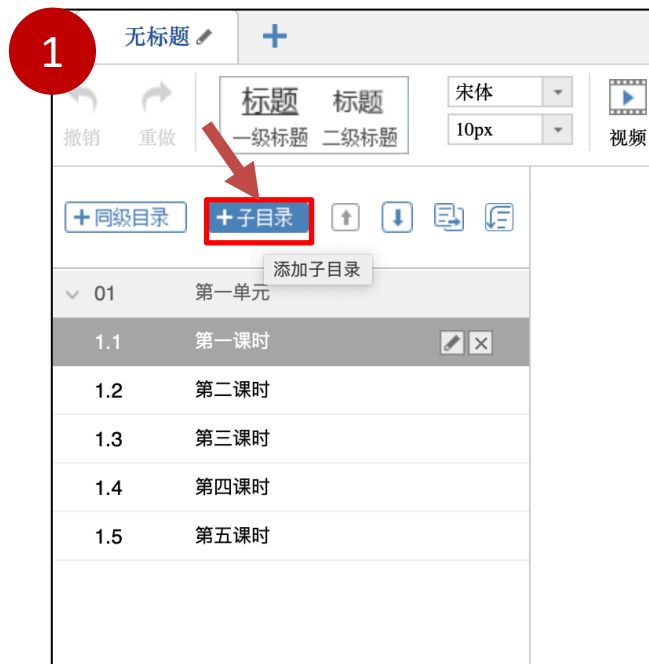 1
无标题
撤销
重做
标题 标题
一级标题 二级标题
宋体
10px
视频
+同级目录
+子目录
添加子目录
01 第一单元
1.1 第一课时
1.2 第二课时
1.3 第三课时
1.4 第四课时
1.5 第五课时